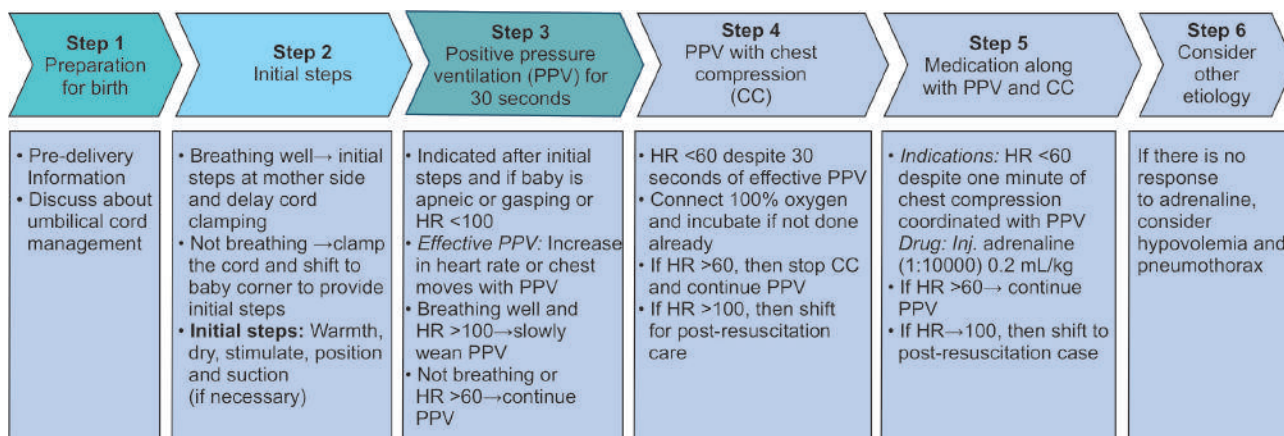 Step 1
Preparation
for birth
Step 2
Initial steps
Step 3
Positive pressure
ventilation (PPV) for
30 seconds
Step 4
PPV with chest
compression
(CC)
Step 5
Medication along
with PPV and CC
Step 6
Consider
other
etiology
• Pre-delivery
Information
• Discuss about
umbilical cord
management
• Breathing well→ initial
steps at mother side
and delay cord
clamping
• Not breathing →clamp
the cord and shift to
baby corner to provide
initial steps
• Initial steps: Warmth,
dry, stimulate, position
and suction
(if necessary)
• Indicated after initial
steps and if baby is
apneic or gasping or
HR <100
• Effective PPV: Increase
in heart rate or chest
moves with PPV
• Breathing well and
HR >100→slowly
wean PPV
• Not breathing or
HR >60→continue
PPV
• HR <60 despite 30
seconds of effective PPV
• Connect 100% oxygen
and incubate if not done
already
• If HR >60, then stop CC
and continue PPV
• If HR >100, then shift
for post-resuscitation
care
• Indications: HR <60
despite one minute of
chest compression
coordinated with PPV
Drug: Inj. adrenaline
(1:10000) 0.2 mL/kg
• If HR >60→ continue
PPV
• If HR→100, then shift to
post-resuscitation case
If there is no
response
to adrenaline,
consider
hypovolemia and
pneumothorax